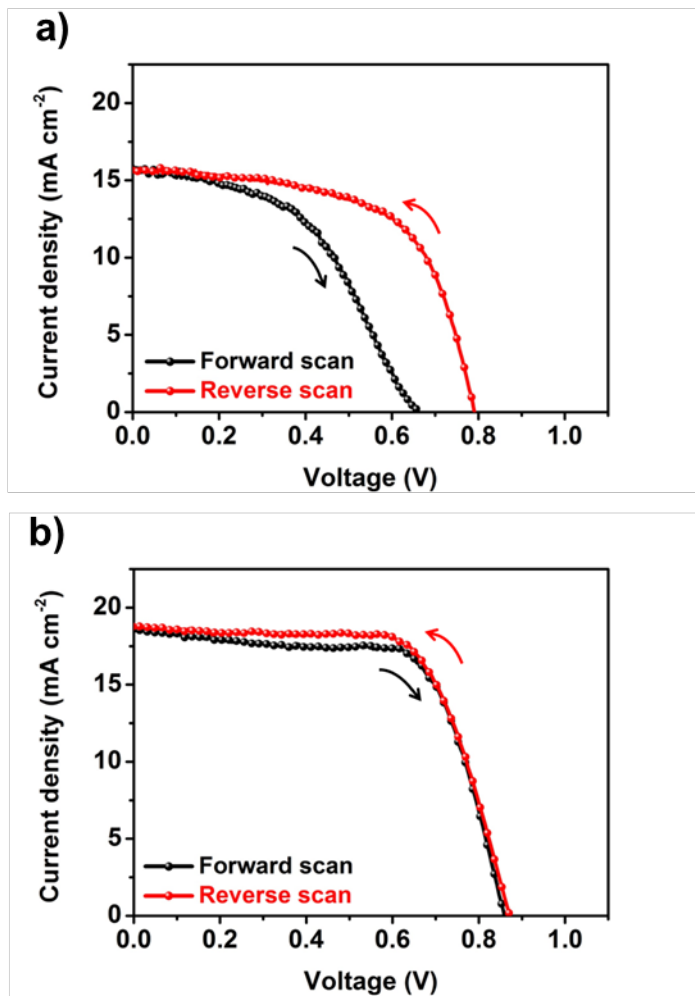 a)
Current density (mA cm⁻²)
20
15
10
5
0
Forward scan
Reverse scan
0.0 0.2 0.4 0.6 0.8 1.0
Voltage (V)
b)
Current density (mA cm⁻²)
20
15
10
5
0
Forward scan
Reverse scan
0.0 0.2 0.4 0.6 0.8 1.0
Voltage (V)